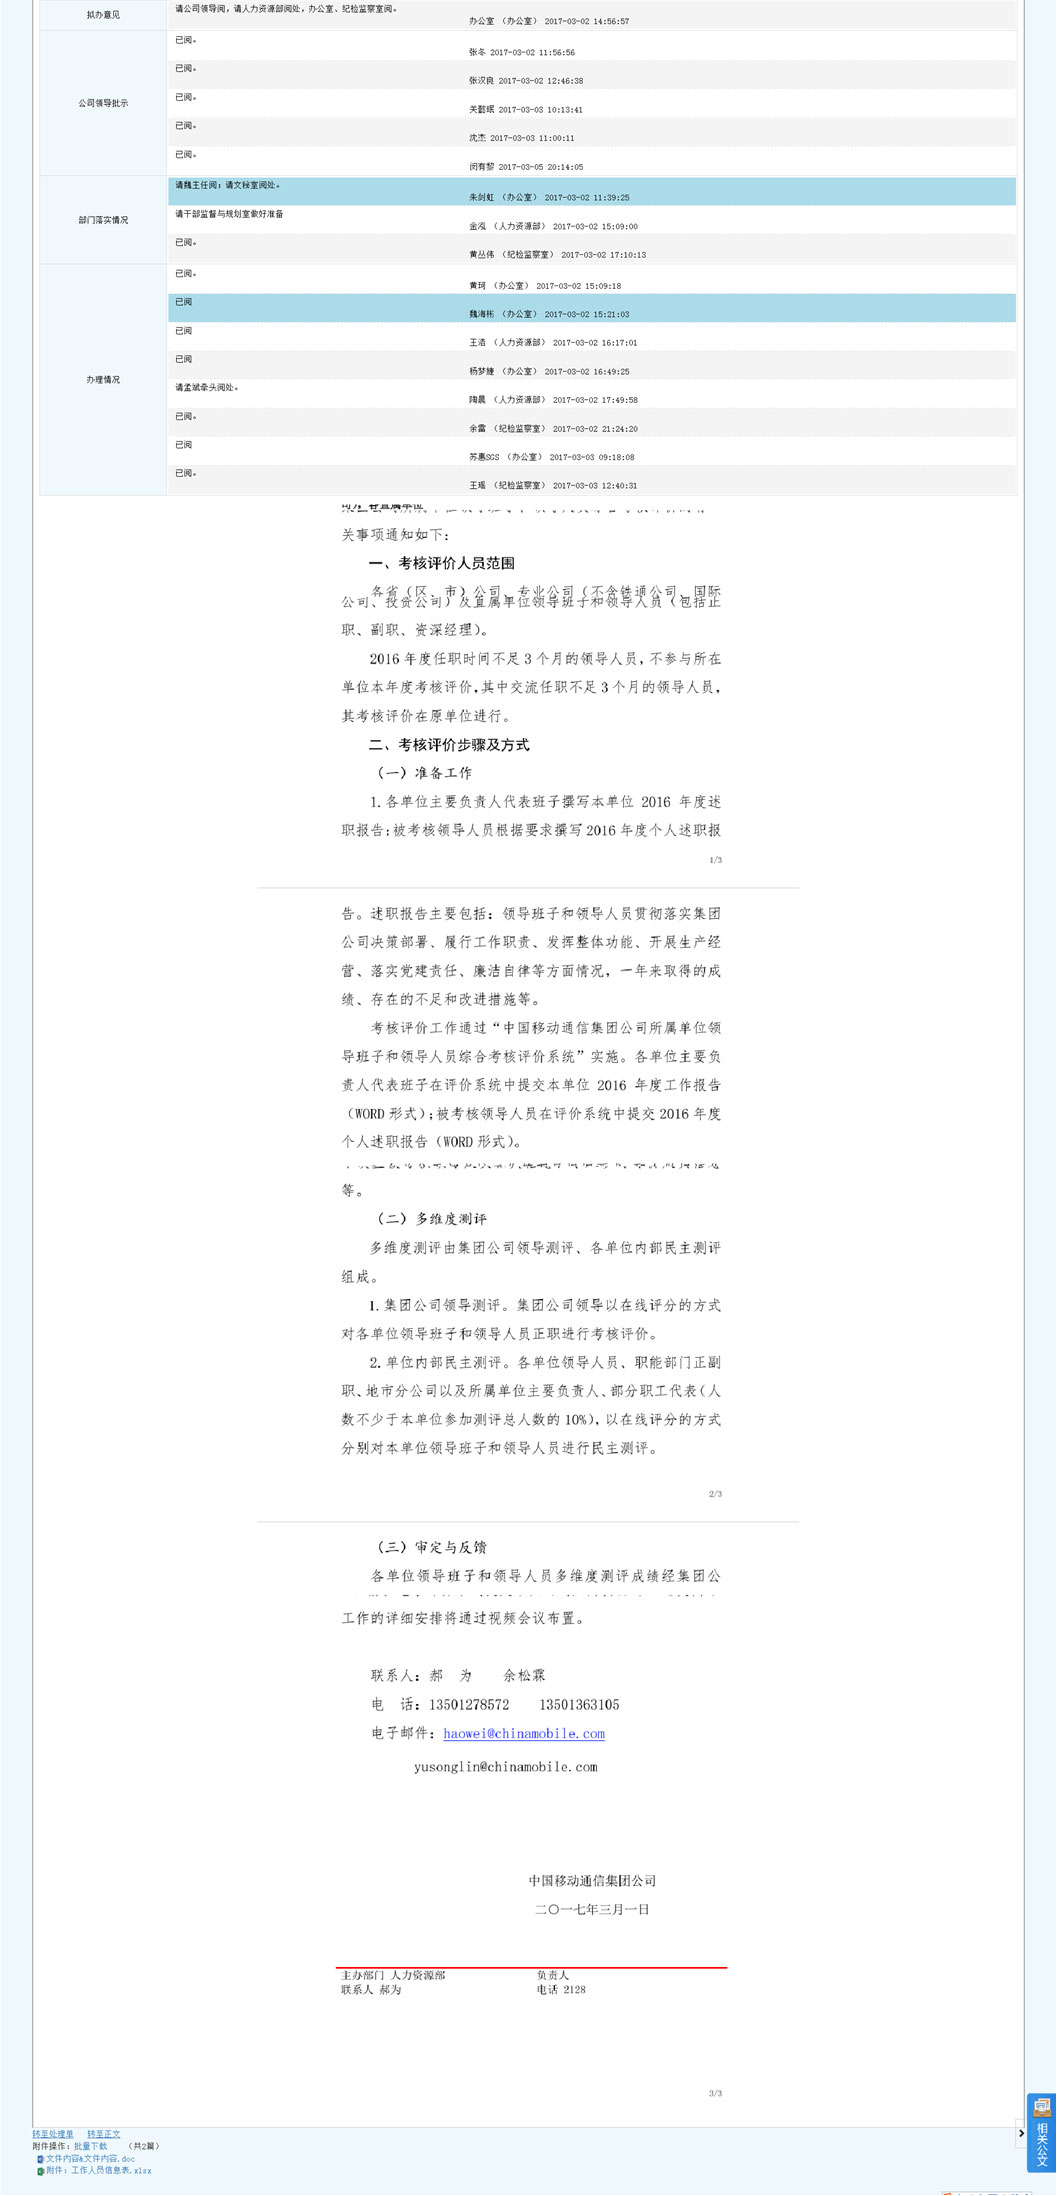 拟办意见
请公司领导阅，请人力资源部阅处，办公室、纪检监察室阅。
办公室 （办公室） 2017-03-02 14:56:57
公司领导批示
已阅。
张冬 2017-03-02 11:56:56
已阅。
张汉良 2017-03-02 12:46:38
已阅。
关懿珉 2017-03-03 10:13:41
已阅。
沈杰 2017-03-03 11:00:11
已阅。
闵有黎 2017-03-05 20:14:05
部门落实情况
请魏主任阅；请文秘室阅处。
朱剑虹 （办公室） 2017-03-02 11:39:25
请干部监督与规划室做好准备
金泓 （人力资源部） 2017-03-02 15:09:00
已阅。
黄丛伟 （纪检监察室） 2017-03-02 17:10:13
办理情况
已阅。
黄珂 （办公室） 2017-03-02 15:09:18
已阅
魏海彬 （办公室） 2017-03-02 15:21:03
已阅
王浩 （人力资源部） 2017-03-02 16:17:01
已阅
杨梦婕 （办公室） 2017-03-02 16:49:25
请孟斌牵头阅处。
陶晨 （人力资源部） 2017-03-02 17:49:58
已阅。
余雷 （纪检监察室） 2017-03-02 21:24:20
已阅
苏惠SGS （办公室） 2017-03-03 09:18:08
已阅。
王瑶 （纪检监察室） 2017-03-03 12:40:31
关事项通知如下：
一、考核评价人员范围
各省（区、市）公司、专业公司（不含铁通公司、国际
公司、投资公司）及直属单位领导班子和领导人员（包括正
职、副职、资深经理）。
2016 年度任职时间不足 3 个月的领导人员，不参与所在
单位本年度考核评价，其中交流任职不足 3 个月的领导人员，
其考核评价在原单位进行。
二、考核评价步骤及方式
（一）准备工作
1. 各单位主要负责人代表班子撰写本单位 2016 年度述
职报告；被考核领导人员根据要求撰写 2016 年度个人述职报
1/3
告。述职报告主要包括：领导班子和领导人员贯彻落实集团
公司决策部署、履行工作职责、发挥整体功能、开展生产经
营、落实党建责任、廉洁自律等方面情况，一年来取得的成
绩、存在的不足和改进措施等。
考核评价工作通过“中国移动通信集团公司所属单位领
导班子和领导人员综合考核评价系统”实施。各单位主要负
责人代表班子在评价系统中提交本单位 2016 年度工作报告
（WORD 形式）；被考核领导人员在评价系统中提交 2016 年度
个人述职报告（WORD 形式）。
等。
（二）多维度测评
多维度测评由集团公司领导测评、各单位内部民主测评
组成。
1. 集团公司领导测评。集团公司领导以在线评分的方式
对各单位领导班子和领导人员正职进行考核评价。
2. 单位内部民主测评。各单位领导人员、职能部门正副
职、地市分公司以及所属单位主要负责人、部分职工代表（人
数不少于本单位参加测评总人数的 10%），以在线评分的方式
分别对本单位领导班子和领导人员进行民主测评。
2/3
（三）审定与反馈
各单位领导班子和领导人员多维度测评成绩经集团公
工作的详细安排将通过视频会议布置。
联系人：郝 为 余松霖
电 话：13501278572 13501363105
电子邮件：haowei@chinamobile.com
yusonglin@chinamobile.com
中国移动通信集团公司
二〇一七年三月一日
主办部门 人力资源部 负责人
联系人 郝为 电话 2128
3/3
转至处理单 转至正文
附件操作：批量下载 （共2篇）
文件内容&文件内容.doc
附件：工作人员信息表.xlsx
相关公文